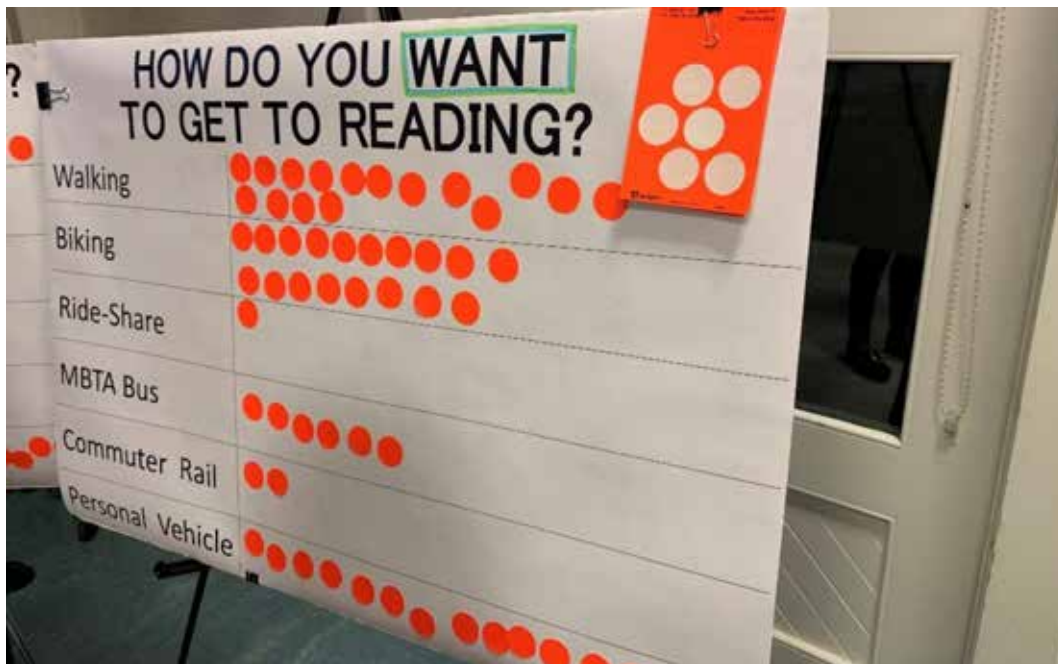 ?
HOW DO YOU WANT
TO GET TO READING?
Walking
Biking
Ride-Share
MBTA Bus
Commuter Rail
Personal Vehicle